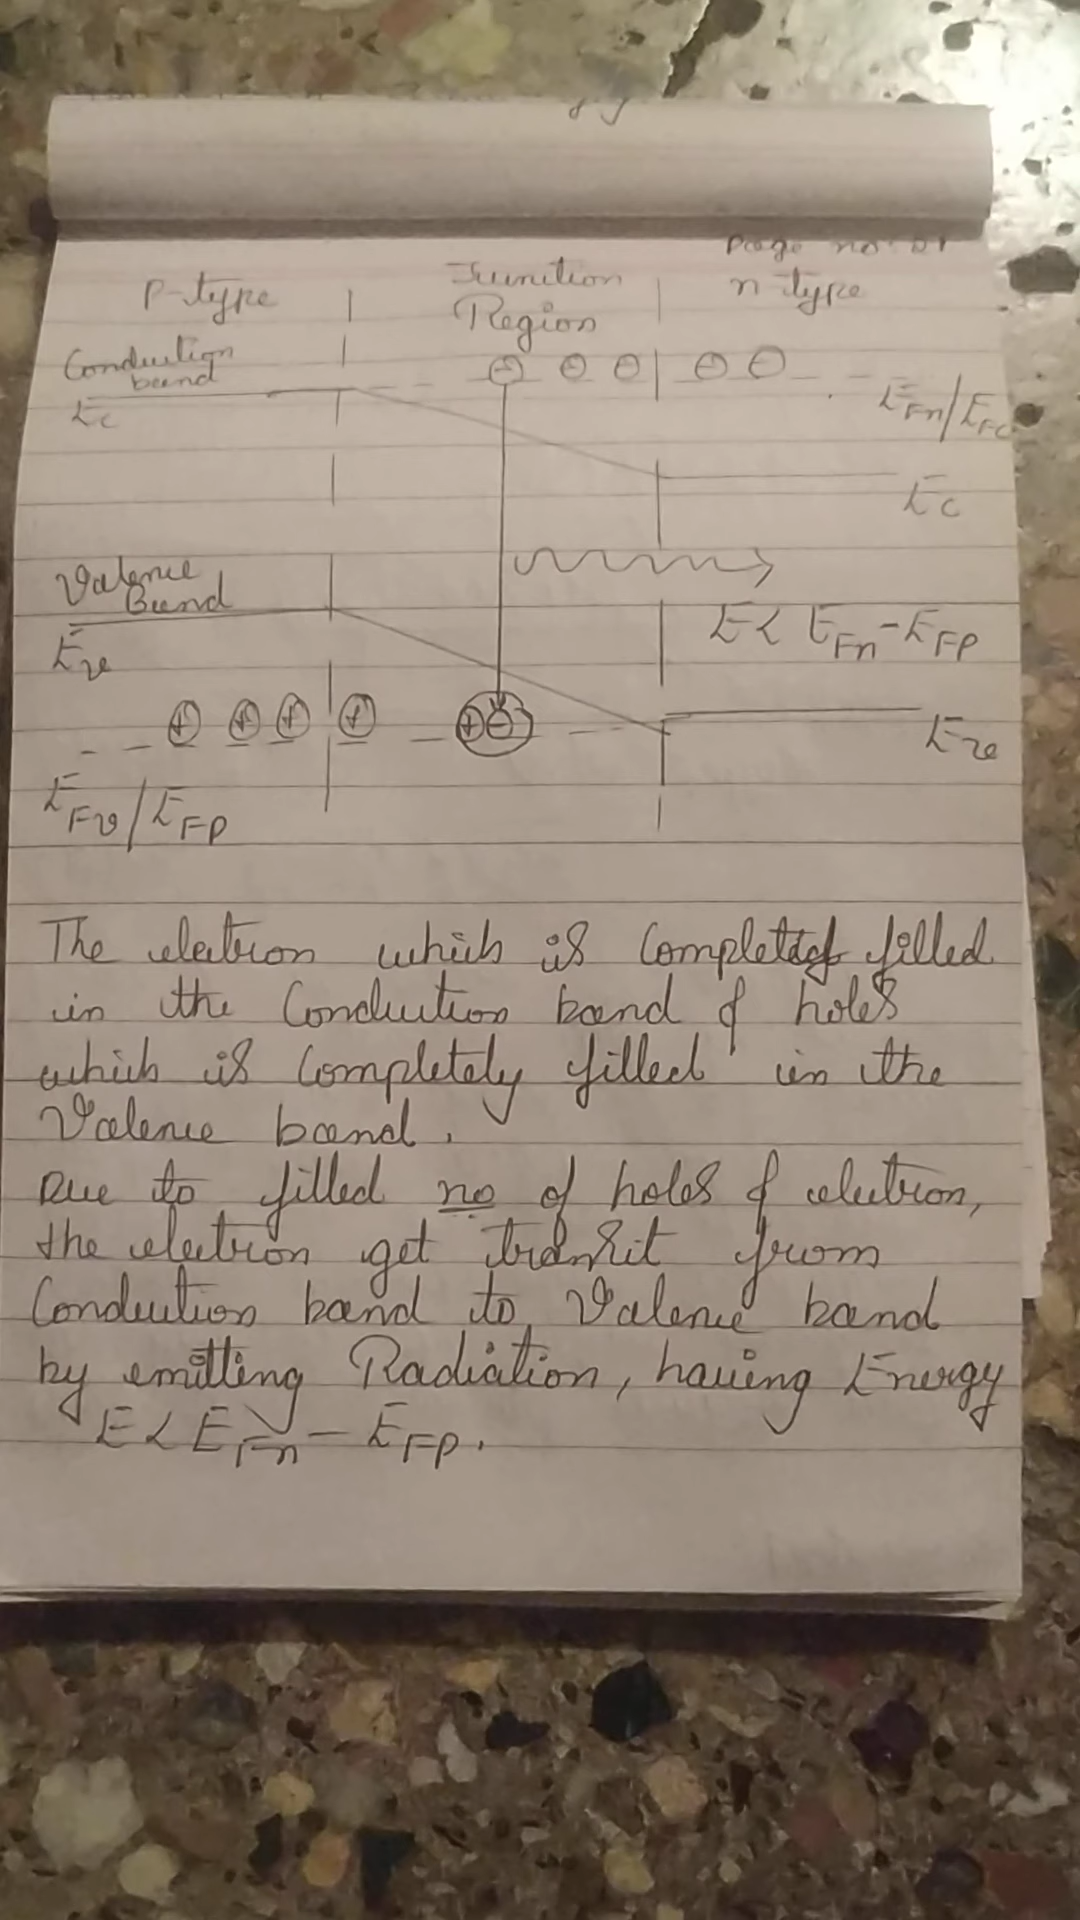 Page no: 01
P-type
Junction
Region
n-type
Conduction
band
Ec
EFn/EFc
Ec
Valence
Band
Ev
E< EFn-EFp
Ev
EFv/EFp
The electron which is completely filled
in the Conduction band & holes
which is Completely filled in the
Valence band.
Due to filled no of holes & electron,
the electron get transit from
Conduction band to Valence band
by emitting Radiation, having Energy
E< EFn - EFp.